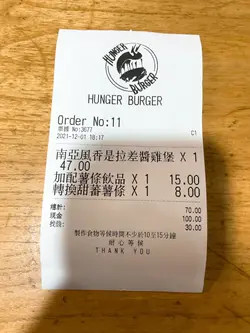 HUNGER
BURGER
HUNGER BURGER
Order No:11
票據 No:3677
2021-12-01 18:17
C1
南亞風香是拉差醬雞堡 X 1
47.00
加配薯條飲品 X 1 15.00
轉換甜蕃薯條 X 1 8.00
總計: 70.00
現金 100.00
找續: 30.00
製作食物等候時間不少於10至15分鐘
耐心等候
THANK YOU